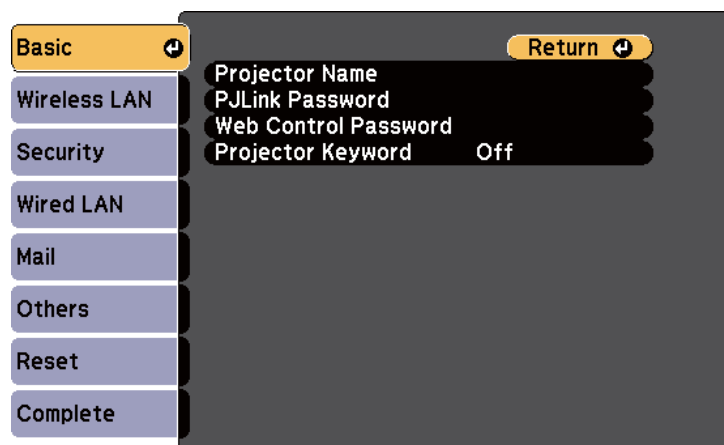 Basic
Wireless LAN
Security
Wired LAN
Mail
Others
Reset
Complete
Return
Projector Name
PJLink Password
Web Control Password
Projector Keyword Off